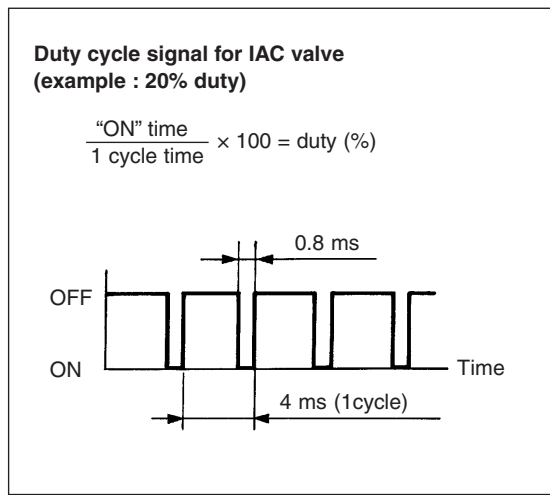 Duty cycle signal for IAC valve
(example : 20% duty)
“ON” time
1 cycle time
× 100 = duty (%)
0.8 ms
OFF
ON
Time
4 ms (1cycle)